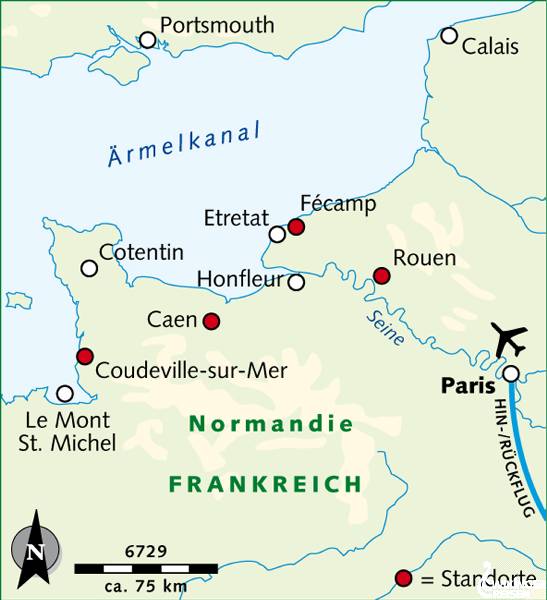 Portsmouth
Calais
Ärmelkanal
Fécamp
Etretat
Cotentin
Rouen
Honfleur
Caen
Seine
Coudeville-sur-Mer
Paris
Le Mont
St. Michel
Normandie
HIN-/RÜCKFLUG
FRANKREICH
N
6729
ca. 75 km
= Standorte